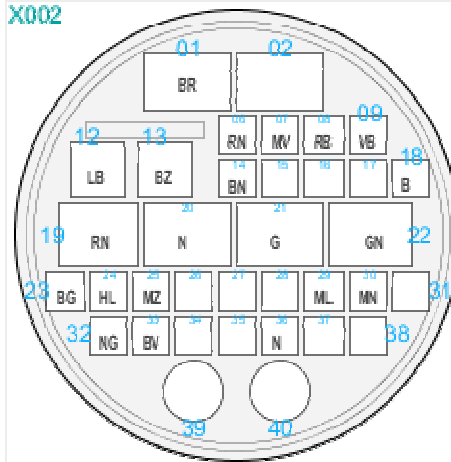 X002
01 02
BR
06 07 08 09
RN MV RB VB
12 13
14 15 16 17 18
LB BZ BN B
20 21
19 RN N G GN 22
24 25 26 27 28 29 30
23 BG HL MZ ML MN 31
33 34 35 36 37
32 NG BV N 38
39 40